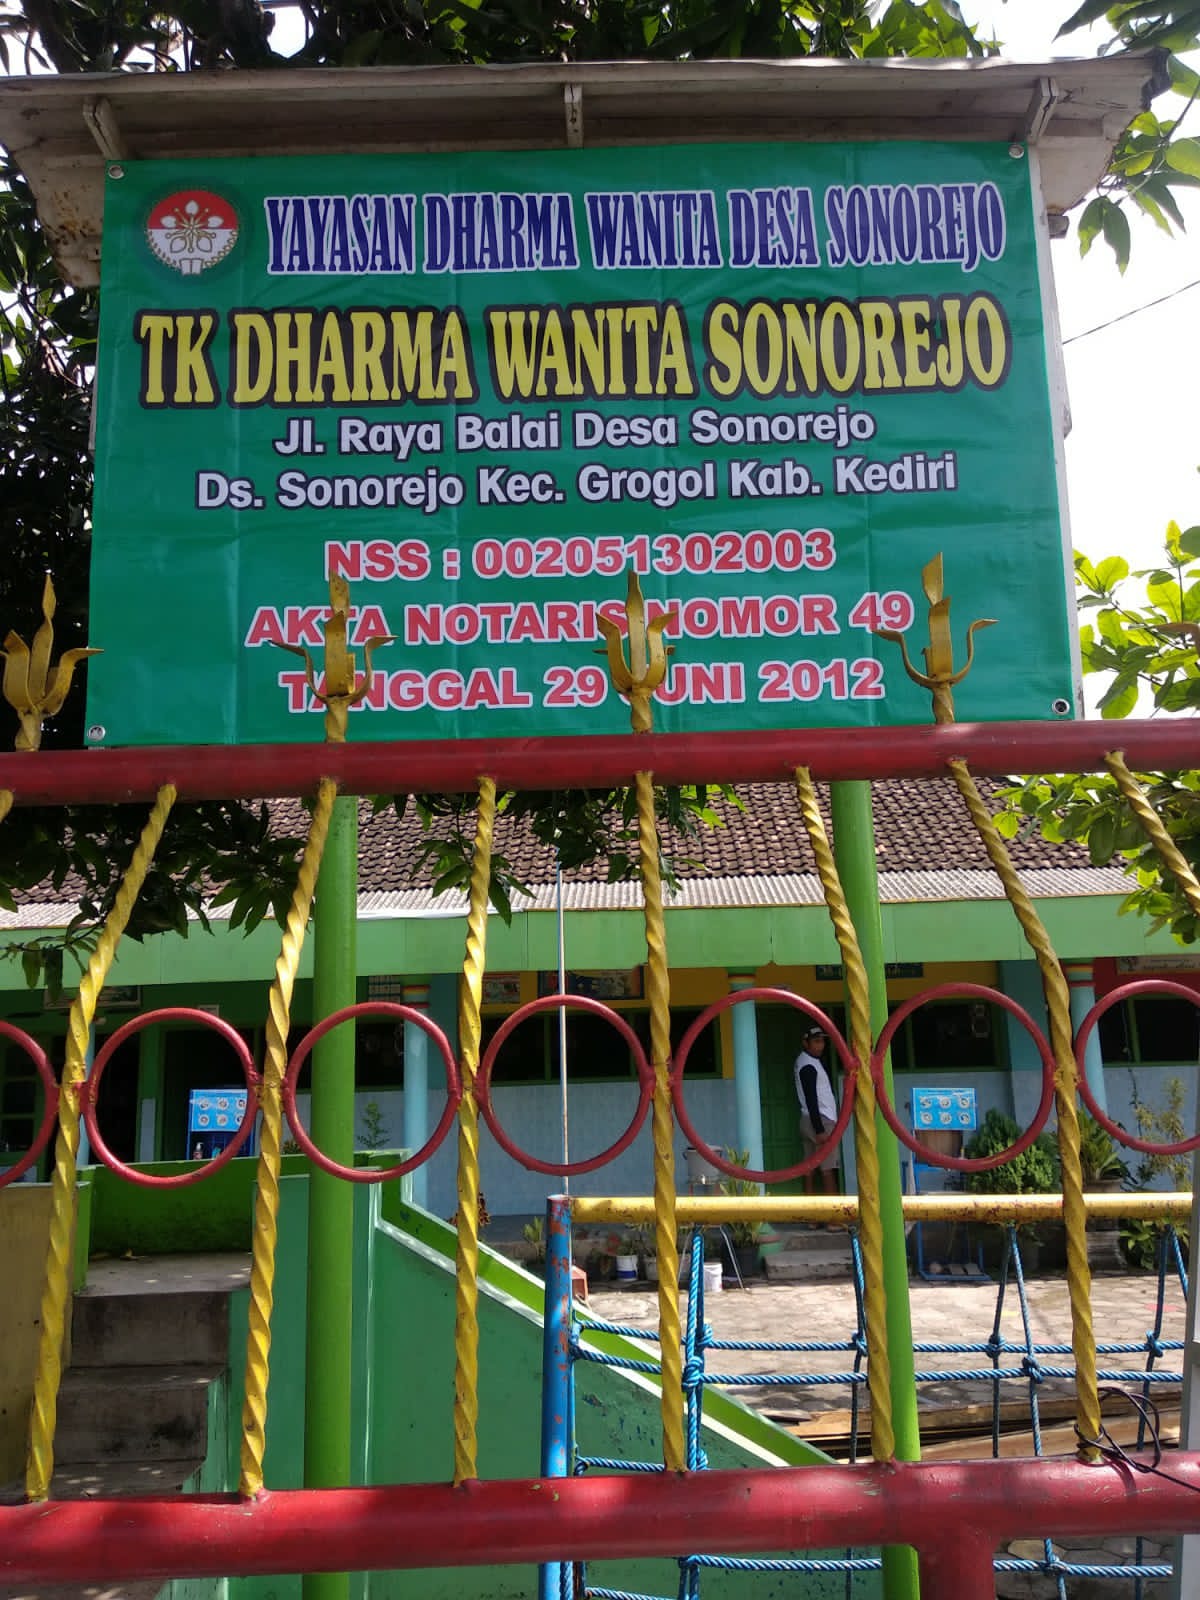 YAYASAN DHARMA WANITA DESA SONOREJO
TK DHARMA WANITA SONOREJO
Jl. Raya Balai Desa Sonorejo
Ds. Sonorejo Kec. Grogol Kab. Kediri
NSS : 002051302003
AKTA NOTARIS NOMOR 49
TANGGAL 29 JUNI 2012